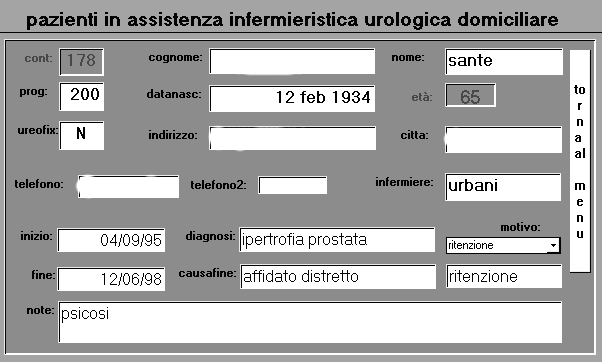 pazienti in assistenza infermieristica urologica domiciliare
cont: 178 cognome: nome: sante
prog: 200 datanasc: 12 feb 1934 età: 65
ureofix: N indirizzo: citta:
telefono: telefono2: infermiere: urbani
inizio: 04/09/95 diagnosi: ipertrofia prostata motivo: ritenzione
fine: 12/06/98 causafine: affidato distretto ritenzione
note: psicosi
torna al menu